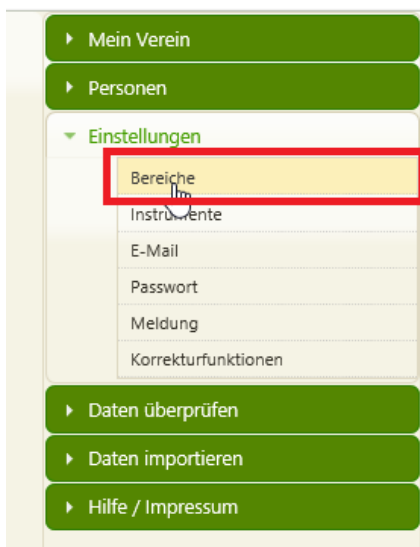 Mein Verein
Personen
Einstellungen
Bereiche
Instrumente
E-Mail
Passwort
Meldung
Korrekturfunktionen
Daten überprüfen
Daten importieren
Hilfe / Impressum